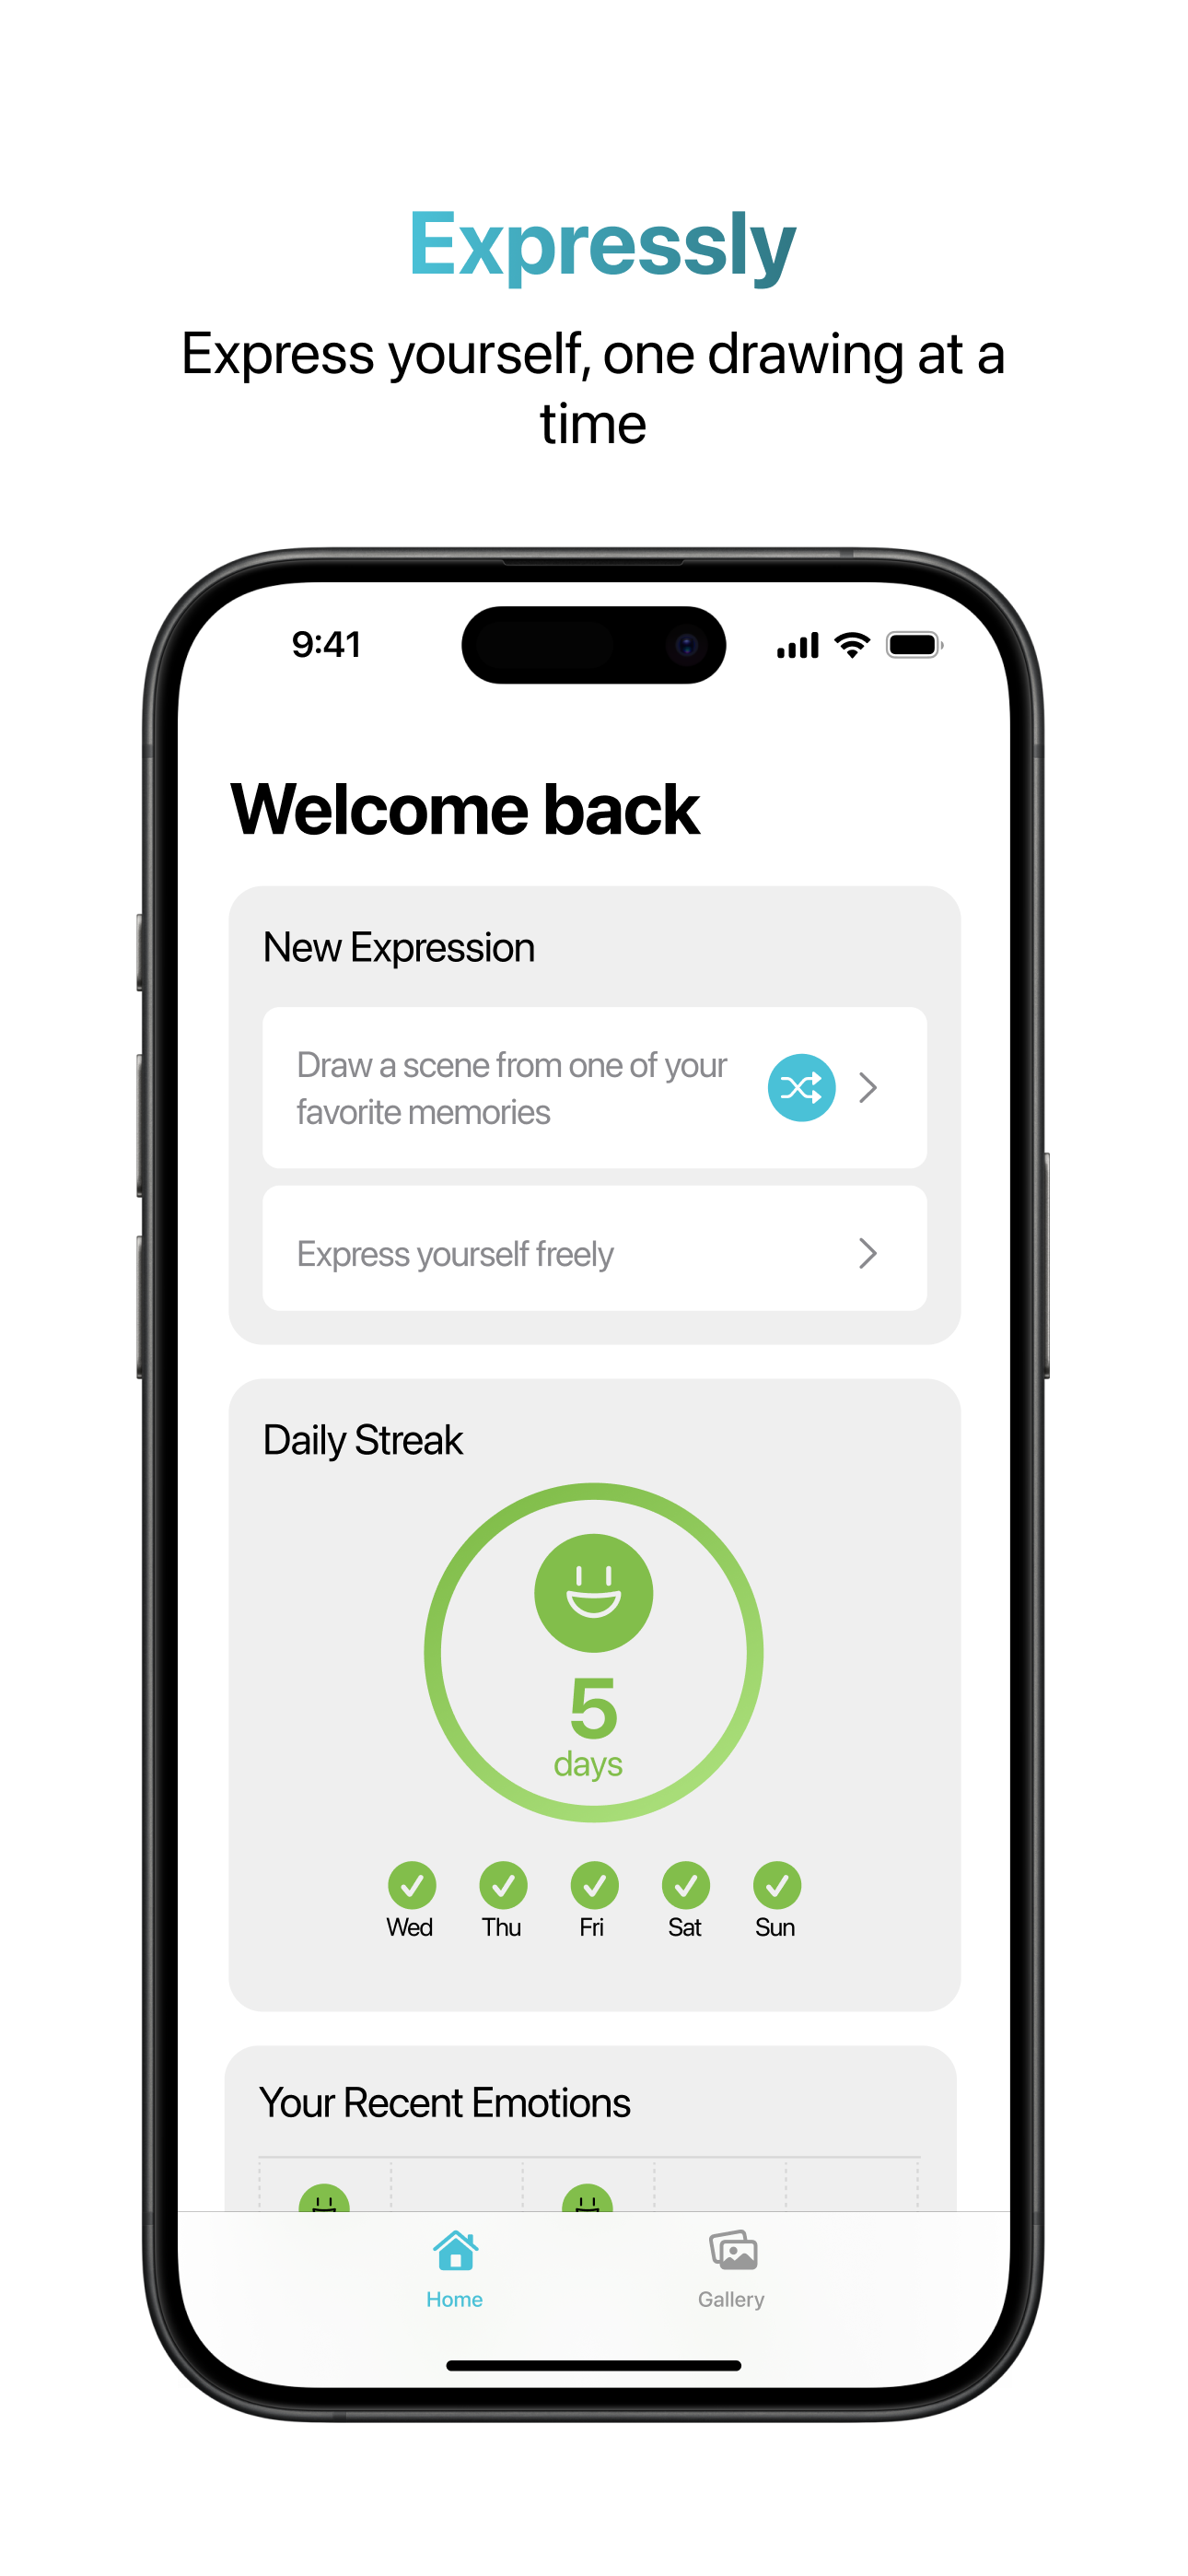 Expressly
Express yourself, one drawing at a
time
9:41
Welcome back
New Expression
Draw a scene from one of your
favorite memories
Express yourself freely
Daily Streak
5
days
Wed Thu Fri Sat Sun
Your Recent Emotions
Home Gallery